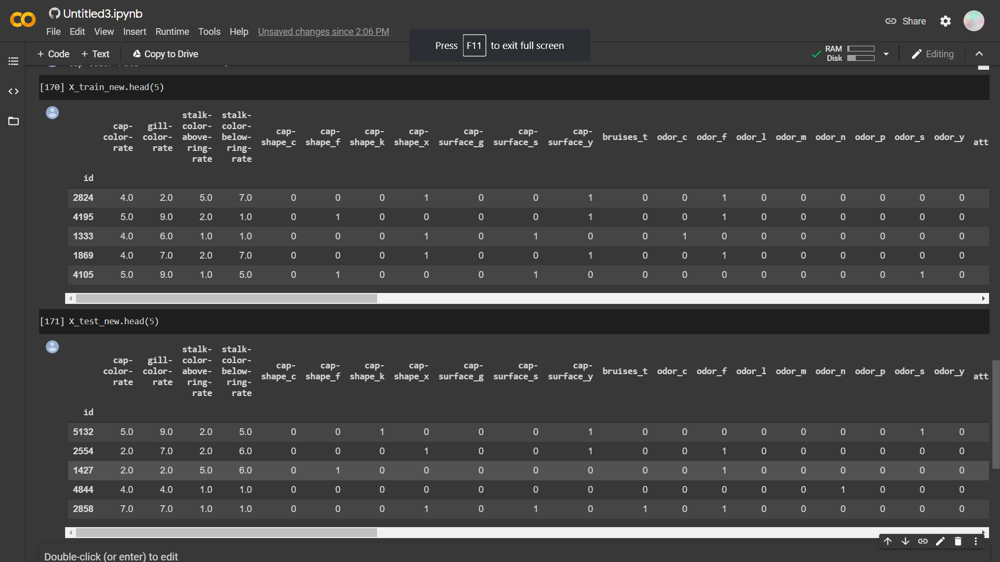 Untitled3.ipynb
File Edit View Insert Runtime Tools Help Unsaved changes since 2:06 PM
Share
Press F11 to exit full screen
+ Code + Text Copy to Drive
RAM
Disk
Editing
[170] X_train_new.head(5)
cap-color-rate gill-color-rate stalk-color-above-ring-rate stalk-color-below-ring-rate cap-shape_c cap-shape_f cap-shape_k cap-shape_x cap-surface_g cap-surface_s cap-surface_y bruises_t odor_c odor_f odor_l odor_m odor_n odor_p odor_s odor_y att
id
2824 4.0 2.0 5.0 7.0 0 0 0 1 0 0 1 0 0 1 0 0 0 0 0 0
4195 5.0 9.0 2.0 1.0 0 1 0 0 0 0 1 0 0 1 0 0 0 0 0 0
1333 4.0 6.0 1.0 1.0 0 0 0 1 0 1 0 0 1 0 0 0 0 0 0 0
1869 4.0 7.0 2.0 7.0 0 0 0 1 0 0 1 0 0 1 0 0 0 0 0 0
4105 5.0 9.0 1.0 5.0 0 1 0 0 0 1 0 0 0 0 0 0 0 0 1 0
[171] X_test_new.head(5)
cap-color-rate gill-color-rate stalk-color-above-ring-rate stalk-color-below-ring-rate cap-shape_c cap-shape_f cap-shape_k cap-shape_x cap-surface_g cap-surface_s cap-surface_y bruises_t odor_c odor_f odor_l odor_m odor_n odor_p odor_s odor_y att
id
5132 5.0 9.0 2.0 5.0 0 0 1 0 0 0 1 0 0 0 0 0 0 0 1 0
2554 2.0 7.0 2.0 6.0 0 0 0 1 0 0 1 0 0 1 0 0 0 0 0 0
1427 2.0 2.0 5.0 6.0 0 1 0 0 0 0 0 0 0 1 0 0 0 0 0 0
4844 4.0 4.0 1.0 1.0 0 0 0 0 0 0 0 0 0 0 0 0 1 0 0 0
2858 7.0 7.0 1.0 1.0 0 0 0 1 0 1 0 1 0 1 0 0 0 0 0 0
Double-click (or enter) to edit